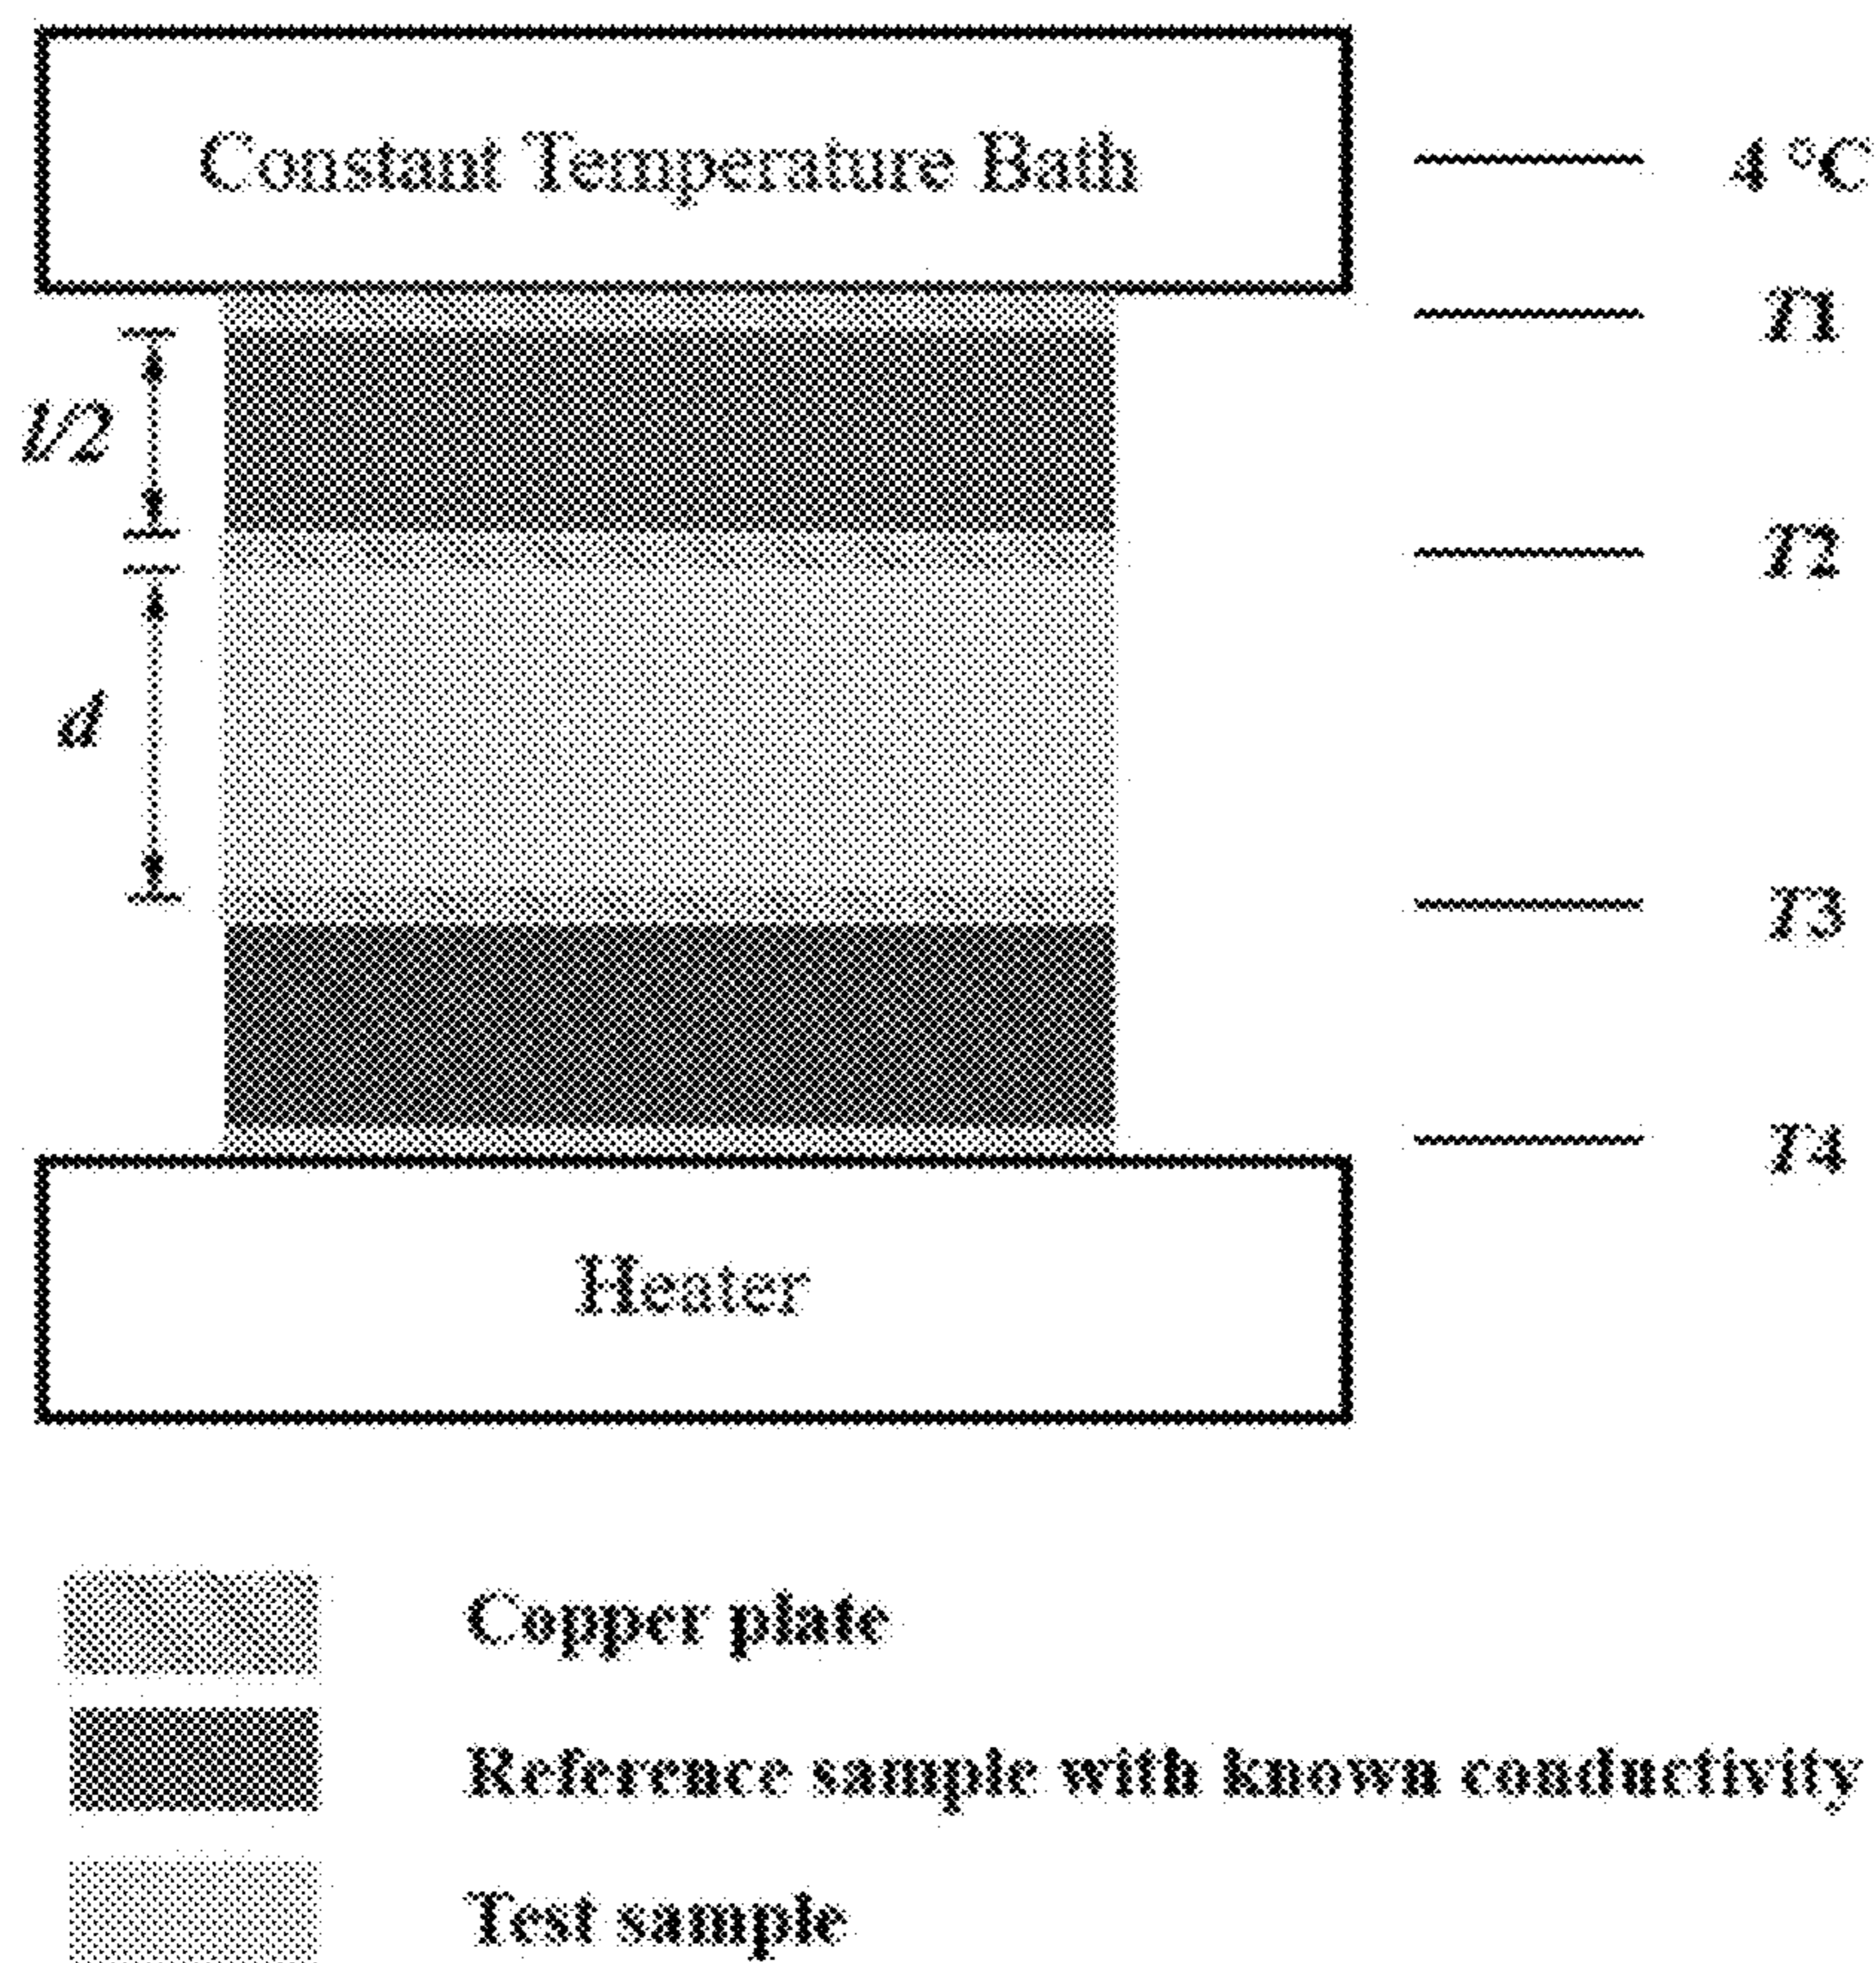 Constant Temperature Bath
4 °C
T1
l/2
T2
d
T3
T4
Heater
Copper plate
Reference sample with known conductivity
Test sample